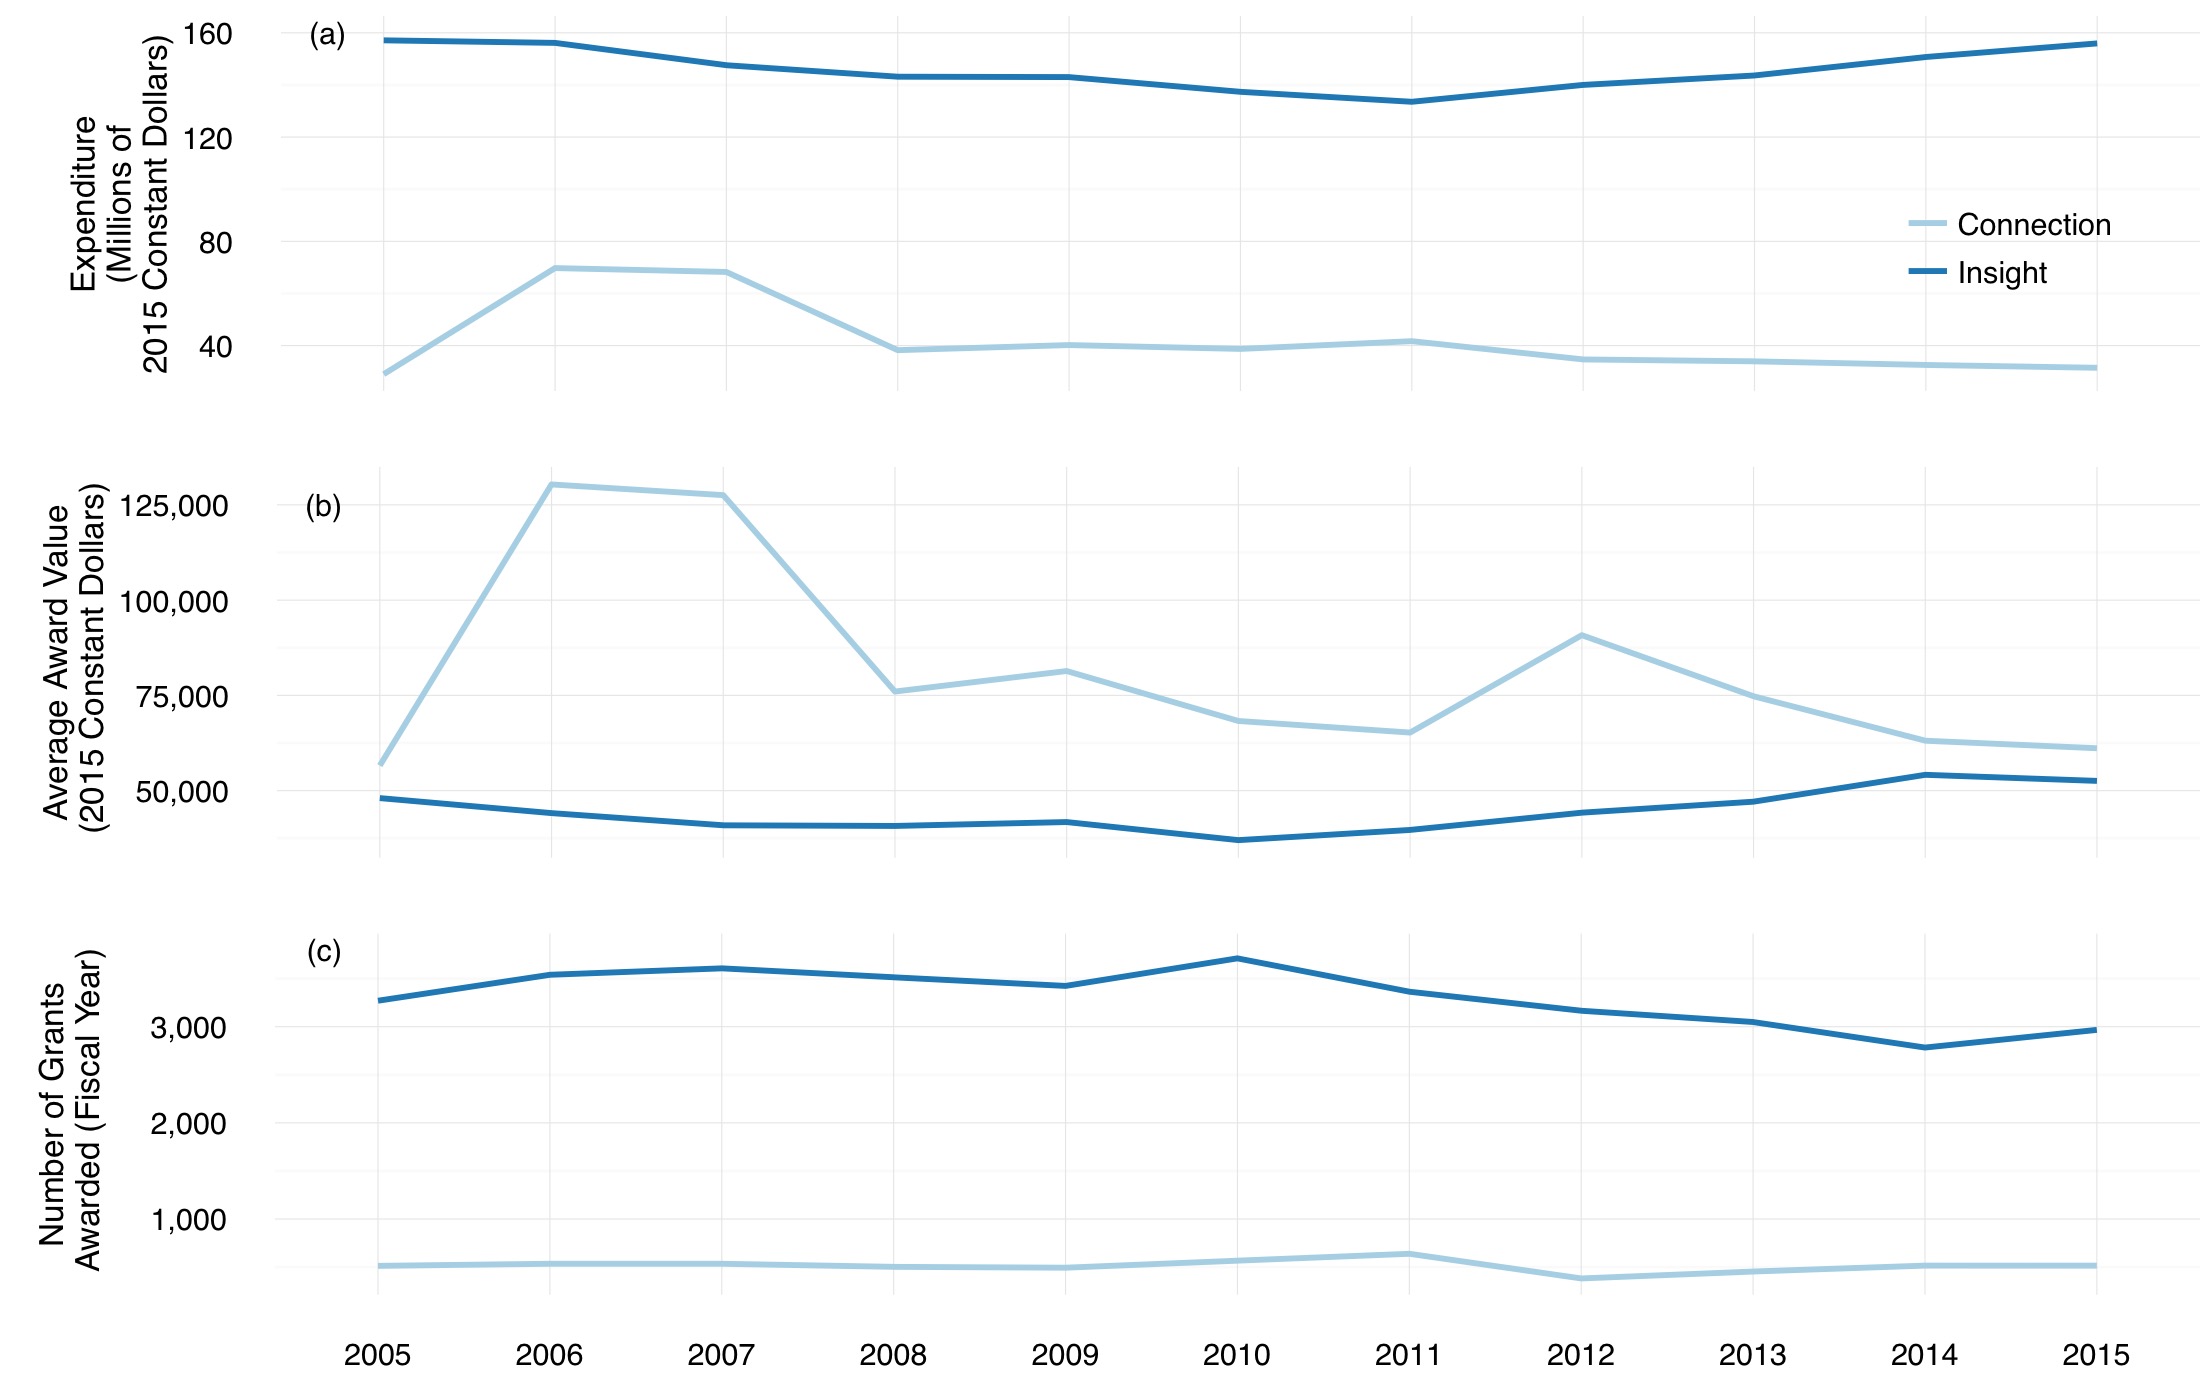 (a)
Expenditure
(Millions of
2015 Constant Dollars)
160
120
80
40
Connection
Insight
(b)
Average Award Value
(2015 Constant Dollars)
125,000
100,000
75,000
50,000
(c)
Number of Grants
Awarded (Fiscal Year)
3,000
2,000
1,000
2005 2006 2007 2008 2009 2010 2011 2012 2013 2014 2015